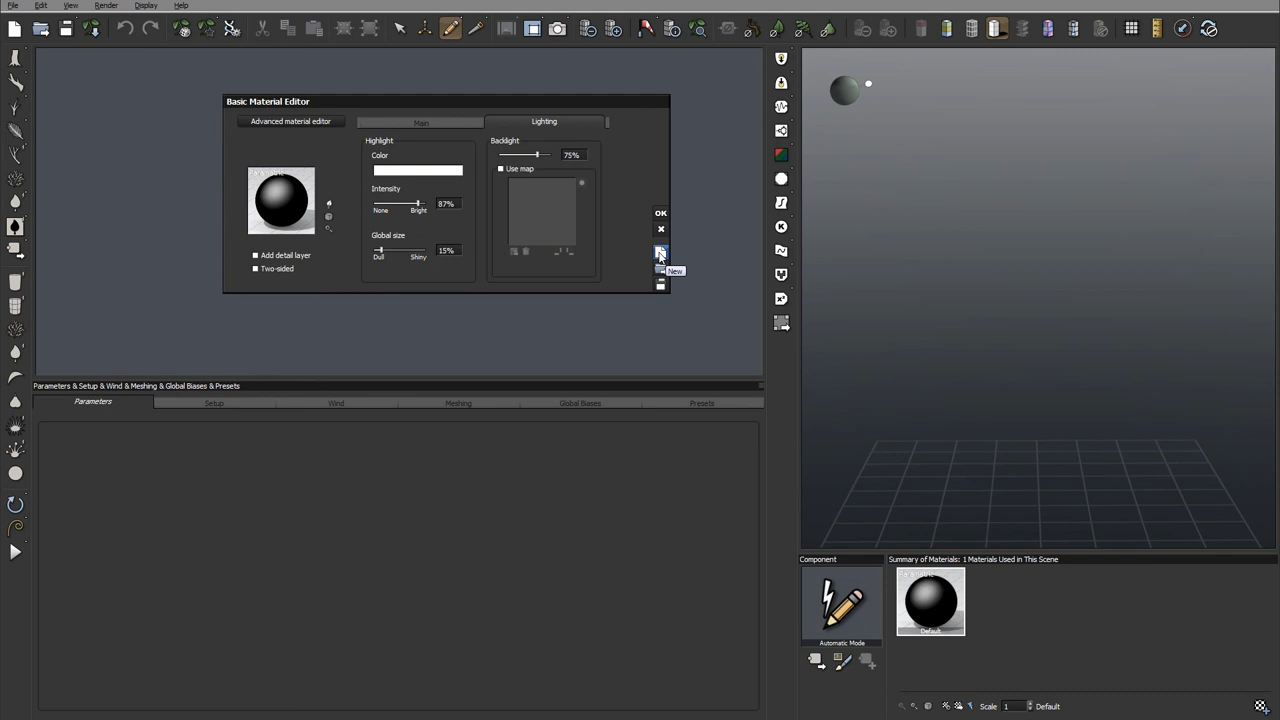 File Edit View Render Display Help
Basic Material Editor
Advanced material editor
Main
Lighting
Highlight
Backlight
Color
75%
Use map
Intensity
87%
None Bright
Global size
15%
Dull Shiny
Add detail layer
Two-sided
OK
New
Parameters & Setup & Wind & Meshing & Global Biases & Presets
Parameters Setup Wind Meshing Global Biases Presets
Component
Summary of Materials: 1 Materials Used in This Scene
Default
Automatic Mode
Scale 1 Default